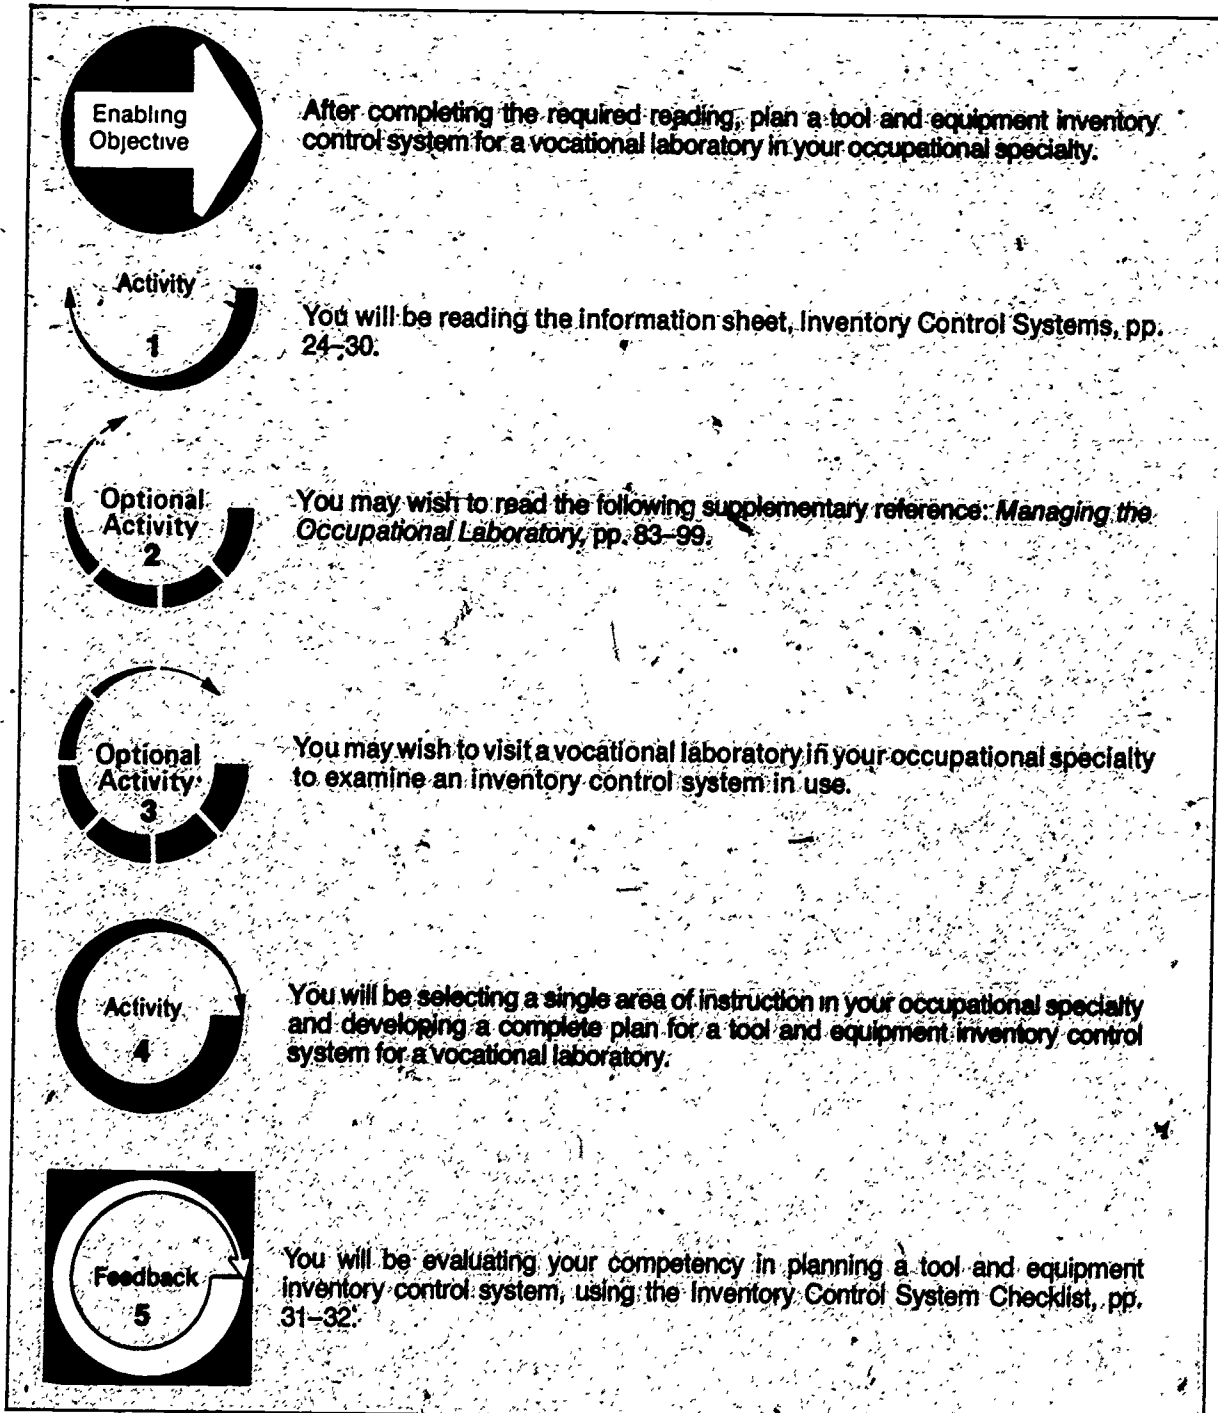 Enabling
Objective
After completing the required reading, plan a tool and equipment inventory
control system for a vocational laboratory in your occupational specialty.
Activity
1
You will be reading the information sheet, Inventory Control Systems, pp.
24–30.
Optional
Activity
2
You may wish to read the following supplementary reference: Managing the
Occupational Laboratory, pp. 83–99.
Optional
Activity
3
You may wish to visit a vocational laboratory in your occupational specialty
to examine an inventory control system in use.
Activity
4
You will be selecting a single area of instruction in your occupational specialty
and developing a complete plan for a tool and equipment inventory control
system for a vocational laboratory.
Feedback
5
You will be evaluating your competency in planning a tool and equipment
inventory control system, using the Inventory Control System Checklist, pp.
31–32.